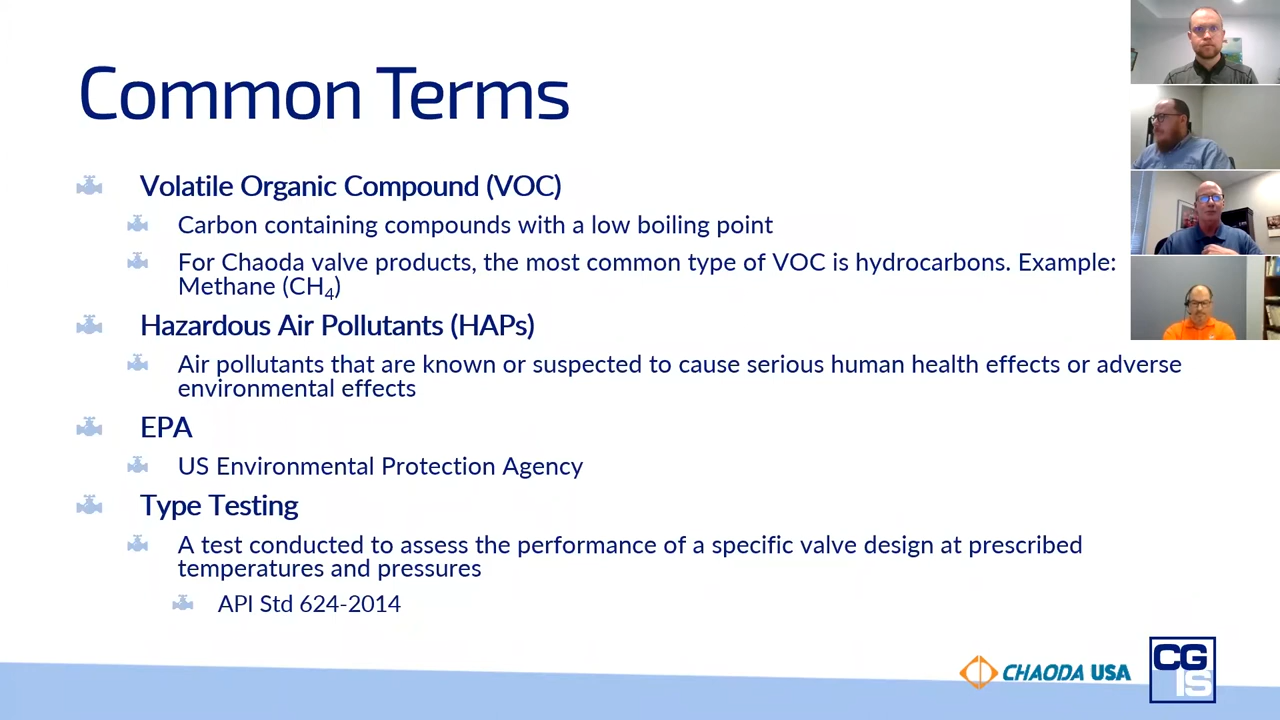 Common Terms
Volatile Organic Compound (VOC)
Carbon containing compounds with a low boiling point
For Chaoda valve products, the most common type of VOC is hydrocarbons. Example:
Methane (CH₄)
Hazardous Air Pollutants (HAPs)
Air pollutants that are known or suspected to cause serious human health effects or adverse
environmental effects
EPA
US Environmental Protection Agency
Type Testing
A test conducted to assess the performance of a specific valve design at prescribed
temperatures and pressures
API Std 624-2014
CHAODA USA
CG
IS